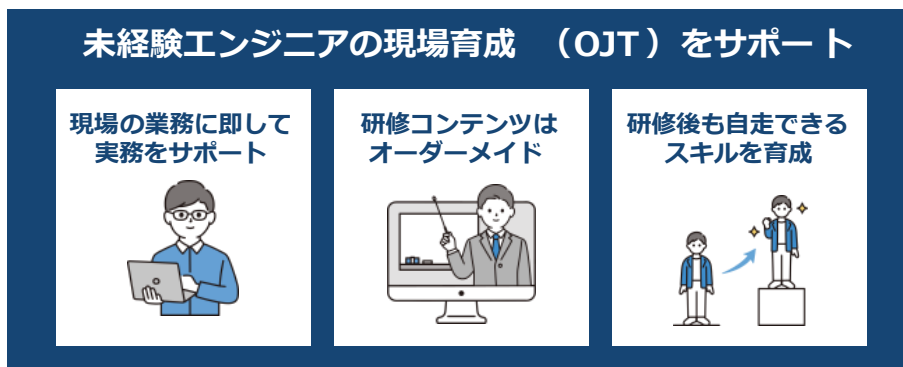 未経験エンジニアの現場育成 （OJT）をサポート
現場の業務に即して
実務をサポート
研修コンテンツは
オーダーメイド
研修後も自走できる
スキルを育成